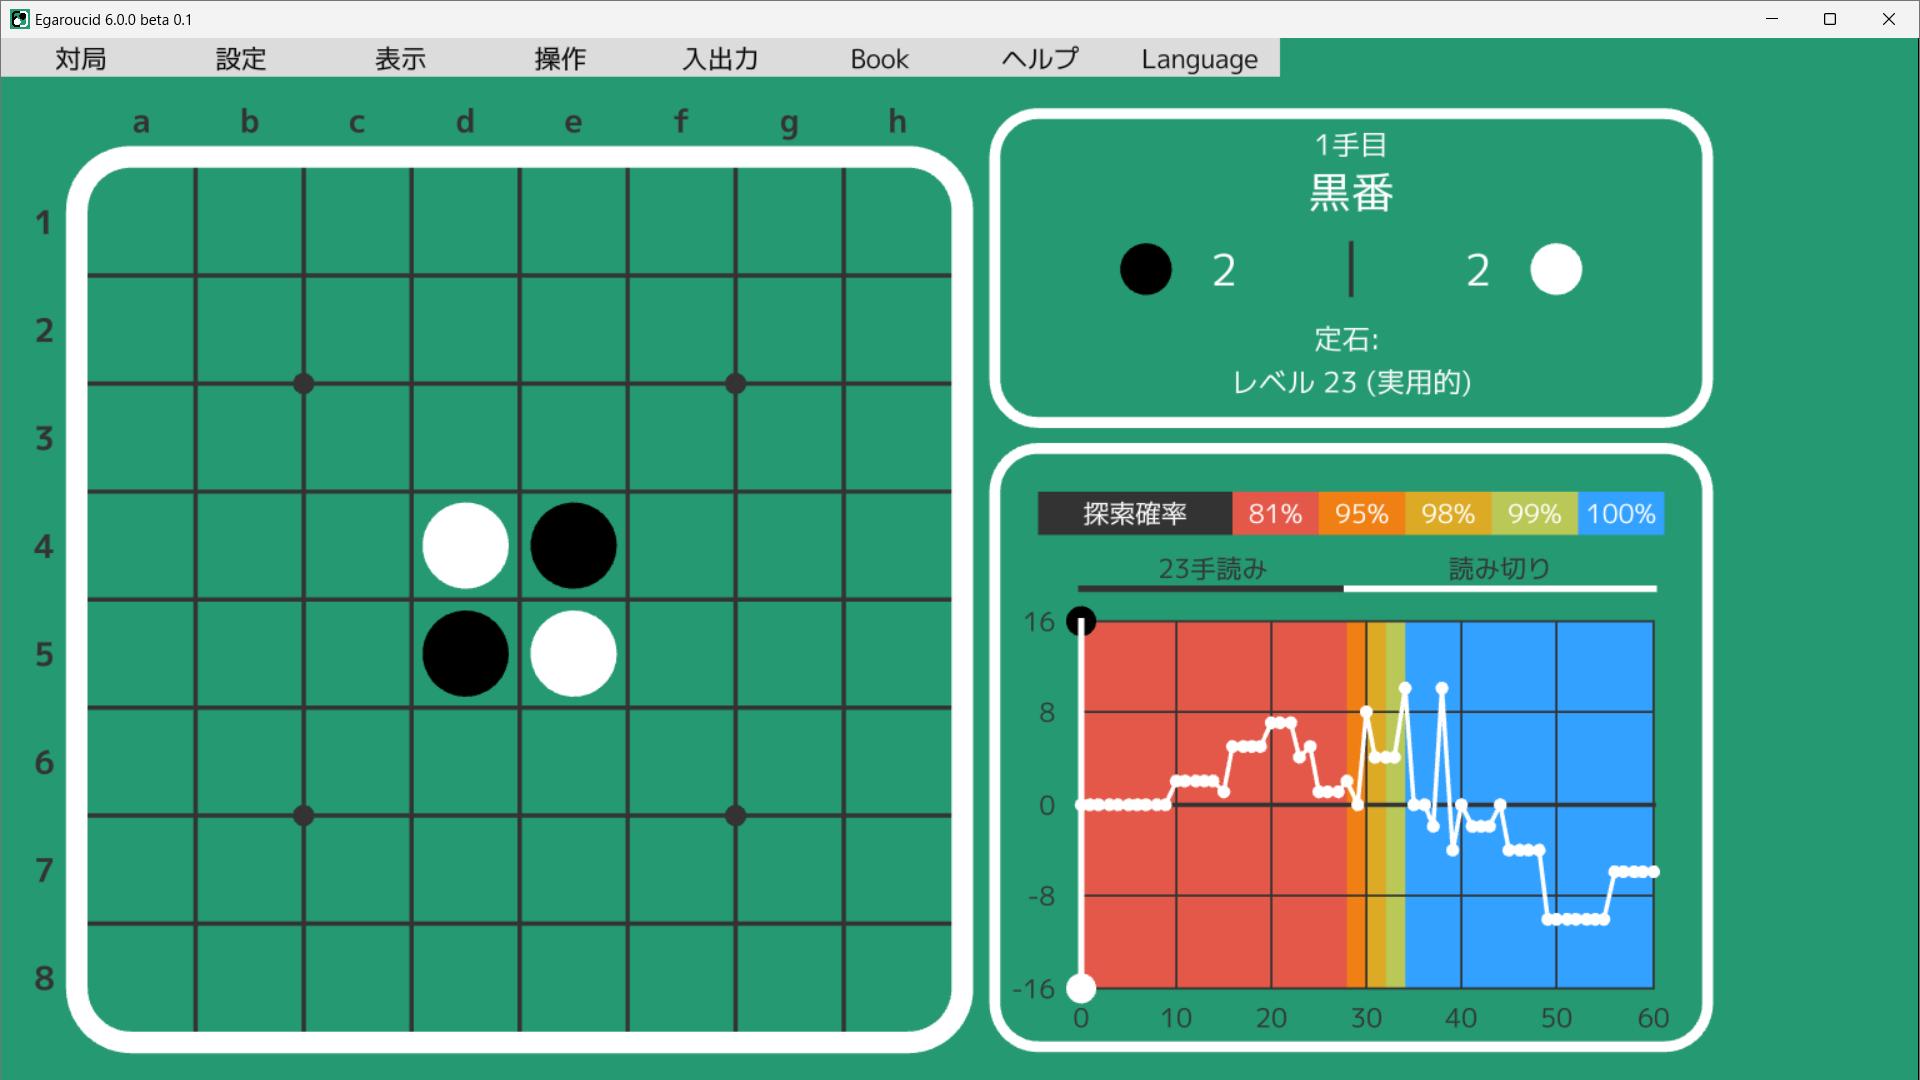 Egaroucid 6.0.0 beta 0.1
対局 設定 表示 操作 入出力 Book ヘルプ Language
a b c d e f g h
1
2
3
4
5
6
7
8
1手目
黒番
2 2
定石:
レベル 23 (実用的)
探索確率 81% 95% 98% 99% 100%
23手読み 読み切り
16
8
0
-8
-16
0 10 20 30 40 50 60